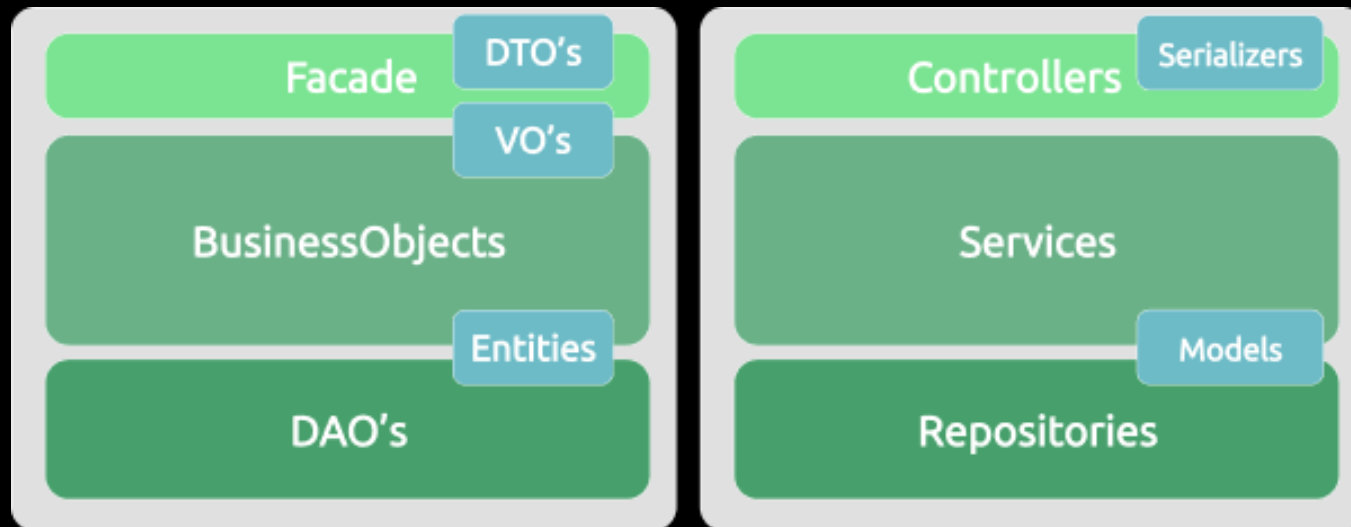 DTO's
Facade
VO's
BusinessObjects
Entities
DAO's
Serializers
Controllers
Services
Models
Repositories